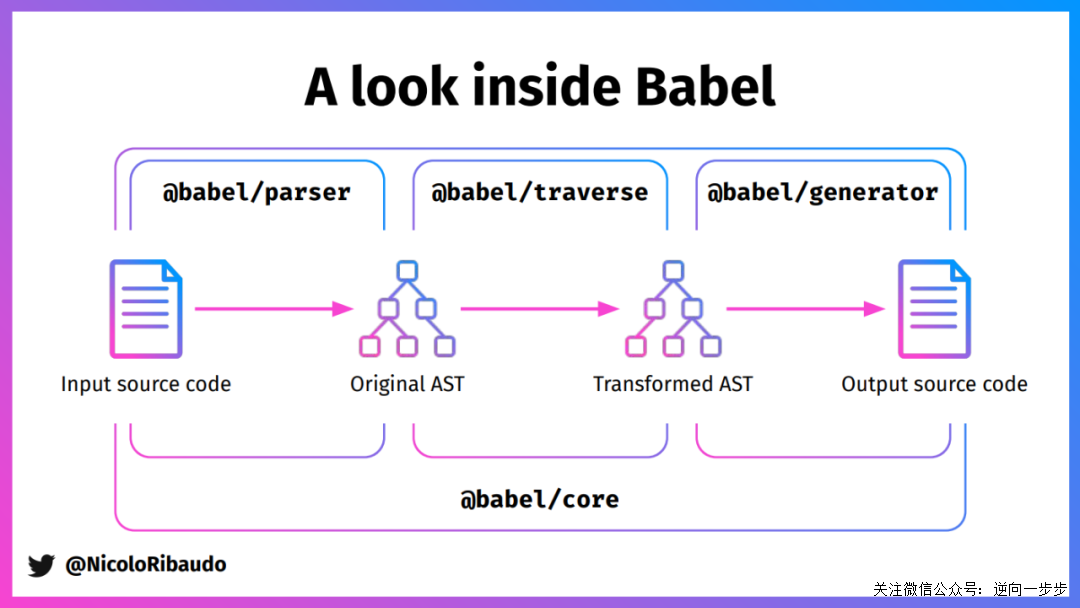 A look inside Babel
@babel/parser
@babel/traverse
@babel/generator
Input source code
Original AST
Transformed AST
Output source code
@babel/core
@NicoloRibaudo
关注微信公众号：逆向一步步